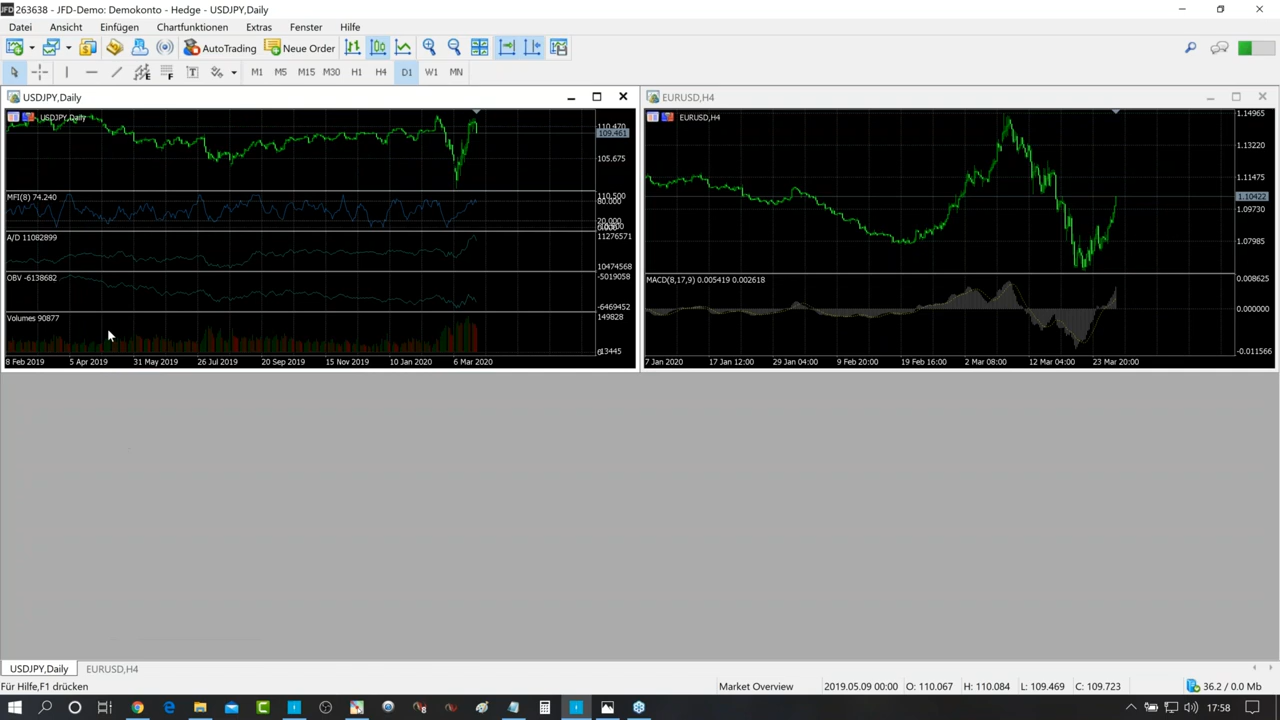 263638 - JFD-Demo: Demokonto - Hedge - USDJPY,Daily
Datei Ansicht Einfügen Chartfunktionen Extras Fenster Hilfe
AutoTrading Neue Order
M1 M5 M15 M30 H1 H4 D1 W1 MN
USDJPY,Daily
USDJPY,Daily
110.470
109.461
105.675
MFI(8) 74.240
110.500
80.000
20.000
A/D 11082899
11276571
10474568
OBV -6138682
-5019058
-6469452
Volumes 90877
149828
13445
8 Feb 2019 5 Apr 2019 31 May 2019 26 Jul 2019 20 Sep 2019 15 Nov 2019 10 Jan 2020 6 Mar 2020
EURUSD,H4
EURUSD,H4
1.14965
1.13220
1.11475
1.10422
1.09730
1.07985
MACD(8,17,9) 0.005419 0.002618
0.008625
0.000000
-0.011566
7 Jan 2020 17 Jan 12:00 29 Jan 04:00 9 Feb 20:00 19 Feb 16:00 2 Mar 08:00 12 Mar 04:00 23 Mar 20:00
USDJPY,Daily EURUSD,H4
Für Hilfe,F1 drücken Market Overview 2019.05.09 00:00 O: 110.067 H: 110.084 L: 109.469 C: 109.723 36.2 / 0.0 Mb
17:58